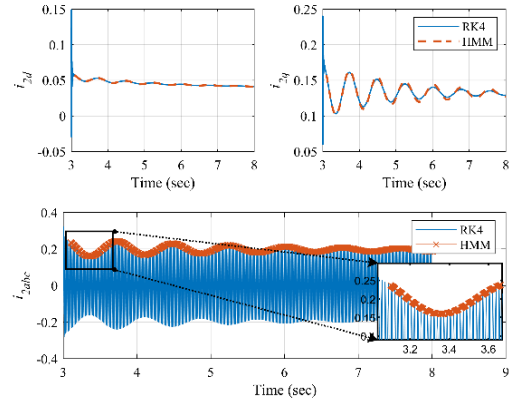 0.15
0.1
0.05
0
-0.05
i2d
3 4 5 6 7 8
Time (sec)
0.25
0.2
0.15
0.1
0.05
i2q
3 4 5 6 7 8
Time (sec)
RK4
HMM
0.4
0.2
0
-0.2
-0.4
i2abc
3 4 5 6 7 8 9
Time (sec)
RK4
HMM
0.25
0.2
0.15
0.1
3.2 3.4 3.6